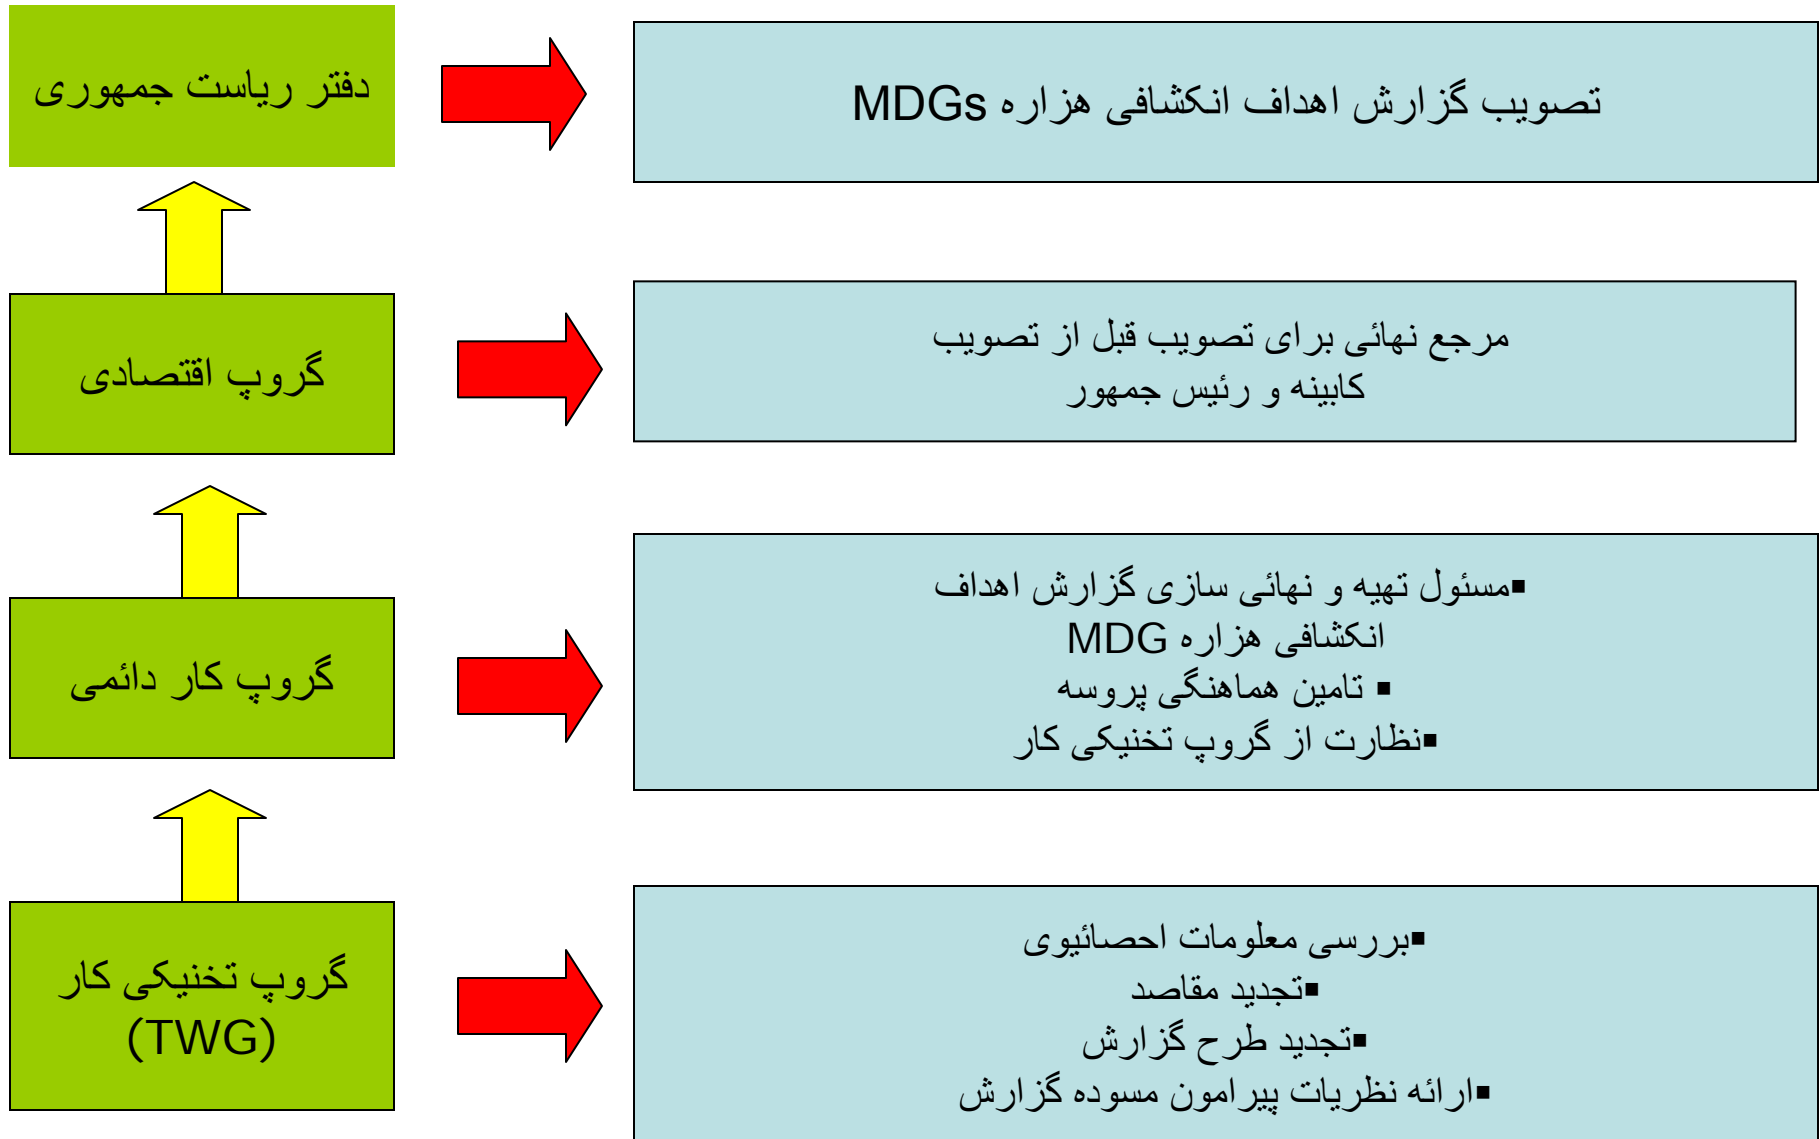 دفتر ریاست جمهوری
تصویب گزارش اهداف انکشافی هزاره MDGs
گروپ اقتصادی
مرجع نهائی برای تصویب قبل از تصویب
کابینه و رئیس جمهور
گروپ کار دائمی
▪مسئول تهیه و نهائی سازی گزارش اهداف
انکشافی هزاره MDG
▪ تامین هماهنگی پروسه
▪نظارت از گروپ تخنیکی کار
گروپ تخنیکی کار
(TWG)
▪بررسی معلومات احصائیوی
▪تجدید مقاصد
▪تجدید طرح گزارش
▪ارائه نظریات پیرامون مسوده گزارش